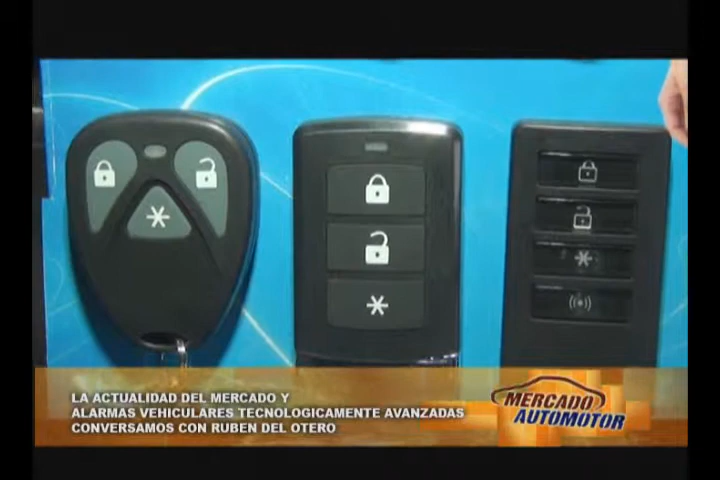 LA ACTUALIDAD DEL MERCADO Y
ALARMAS VEHICULARES TECNOLOGICAMENTE AVANZADAS
CONVERSAMOS CON RUBEN DEL OTERO
MERCADO
AUTOMOTOR